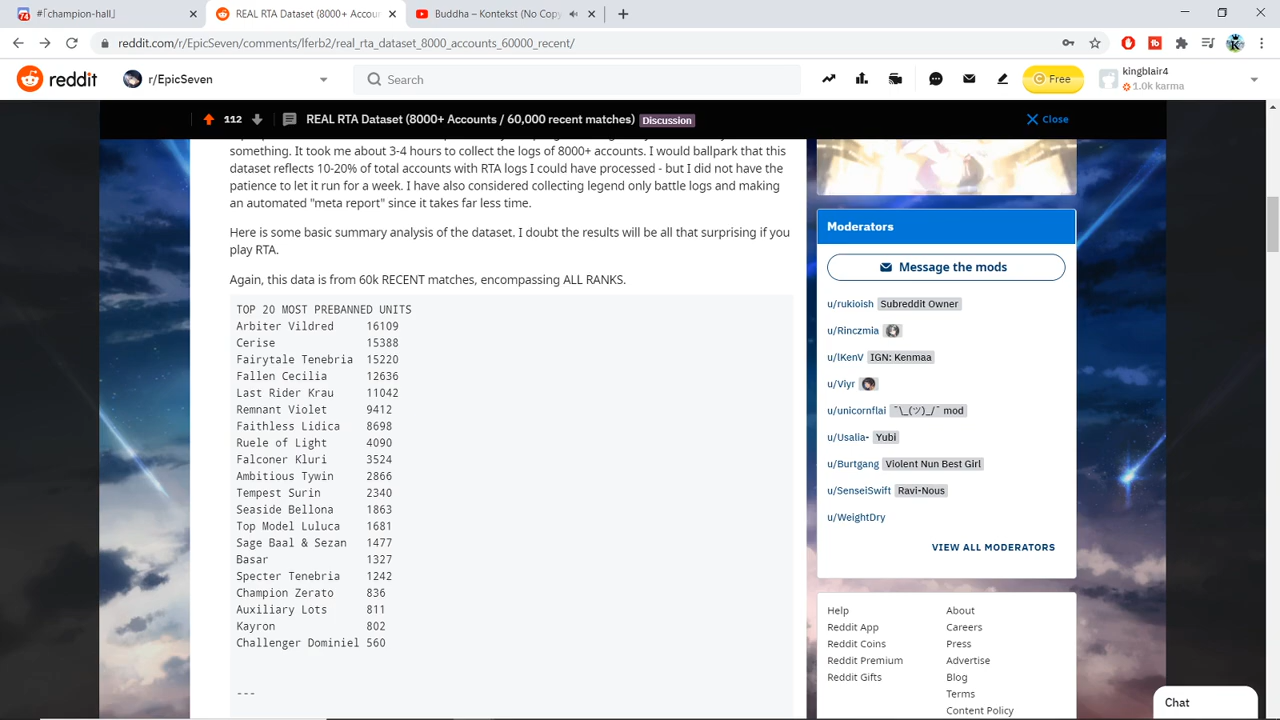 #「champion-hall」
REAL RTA Dataset (8000+ Accou
Buddha – Kontekst (No Cop
reddit.com/r/EpicSeven/comments/lferb2/real_rta_dataset_8000_accounts_60000_recent/
reddit
r/EpicSeven
Search
Free
kingblair4
1.0k karma
112
REAL RTA Dataset (8000+ Accounts / 60,000 recent matches)
Discussion
Close
something. It took me about 3-4 hours to collect the logs of 8000+ accounts. I would ballpark that this
dataset reflects 10-20% of total accounts with RTA logs I could have processed - but I did not have the
patience to let it run for a week. I have also considered collecting legend only battle logs and making
an automated "meta report" since it takes far less time.
Here is some basic summary analysis of the dataset. I doubt the results will be all that surprising if you
play RTA.
Again, this data is from 60k RECENT matches, encompassing ALL RANKS.
TOP 20 MOST PREBANNED UNITS
Arbiter Vildred 16109
Cerise 15388
Fairytale Tenebria 15220
Fallen Cecilia 12636
Last Rider Krau 11042
Remnant Violet 9412
Faithless Lidica 8698
Ruele of Light 4090
Falconer Kluri 3524
Ambitious Tywin 2866
Tempest Surin 2340
Seaside Bellona 1863
Top Model Luluca 1681
Sage Baal & Sezan 1477
Basar 1327
Specter Tenebria 1242
Champion Zerato 836
Auxiliary Lots 811
Kayron 802
Challenger Dominiel 560
---
Moderators
Message the mods
u/rukioish Subreddit Owner
u/Rinczmia
u/lKenV IGN: Kenmaa
u/Viyr
u/unicornflai ¯\_(ツ)_/¯ mod
u/Usalia- Yubi
u/Burtgang Violent Nun Best Girl
u/SenseiSwift Ravi-Nous
u/WeightDry
VIEW ALL MODERATORS
Help About
Reddit App Careers
Reddit Coins Press
Reddit Premium Advertise
Reddit Gifts Blog
Terms
Content Policy
Chat